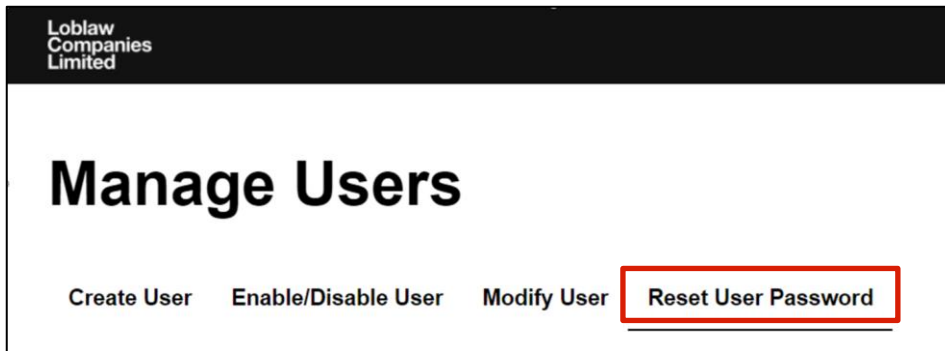 Loblaw
Companies
Limited
Manage Users
Create User Enable/Disable User Modify User Reset User Password